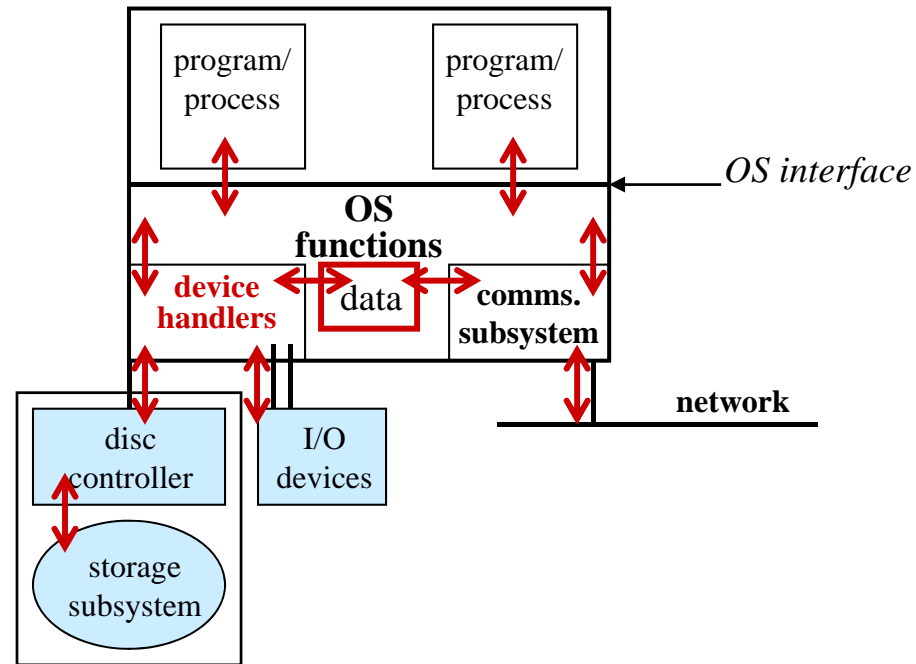 program/
process
program/
process
OS interface
OS
functions
device
handlers
data
comms.
subsystem
network
disc
controller
I/O
devices
storage
subsystem